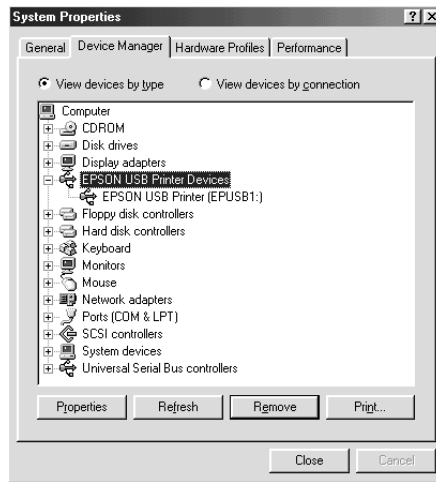 System Properties
General Device Manager Hardware Profiles Performance
View devices by type View devices by connection
Computer
CDROM
Disk drives
Display adapters
EPSON USB Printer Devices
EPSON USB Printer (EPUSB1:)
Floppy disk controllers
Hard disk controllers
Keyboard
Monitors
Mouse
Network adapters
Ports (COM & LPT)
SCSI controllers
System devices
Universal Serial Bus controllers
Properties Refresh Remove Print...
Close Cancel